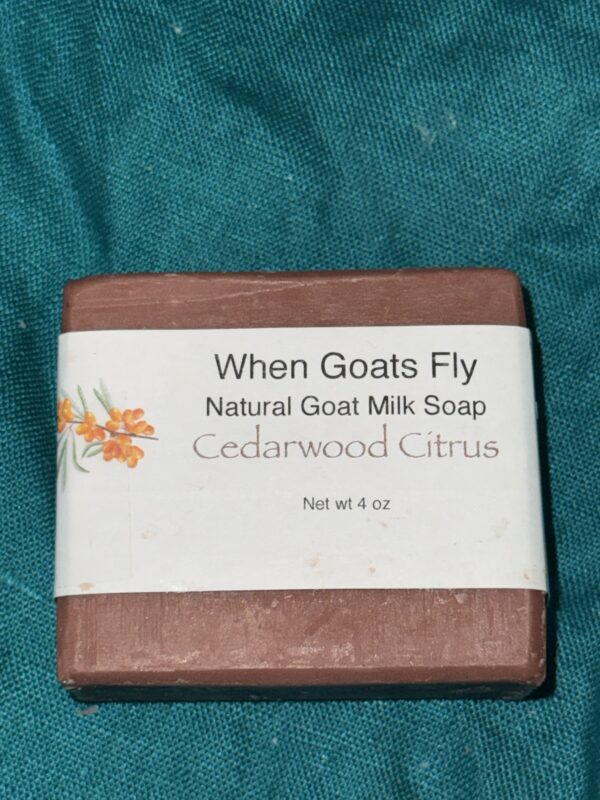 When Goats Fly
Natural Goat Milk Soap
Cedarwood Citrus
Net wt 4 oz